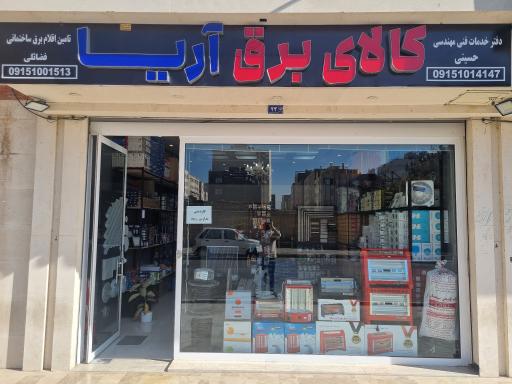 دفتر خدمات فنی مهندسی
حسینی
09151014147
کالای برق آریا
تامین اقلام برق ساختمانی
فضائلی
09151001513